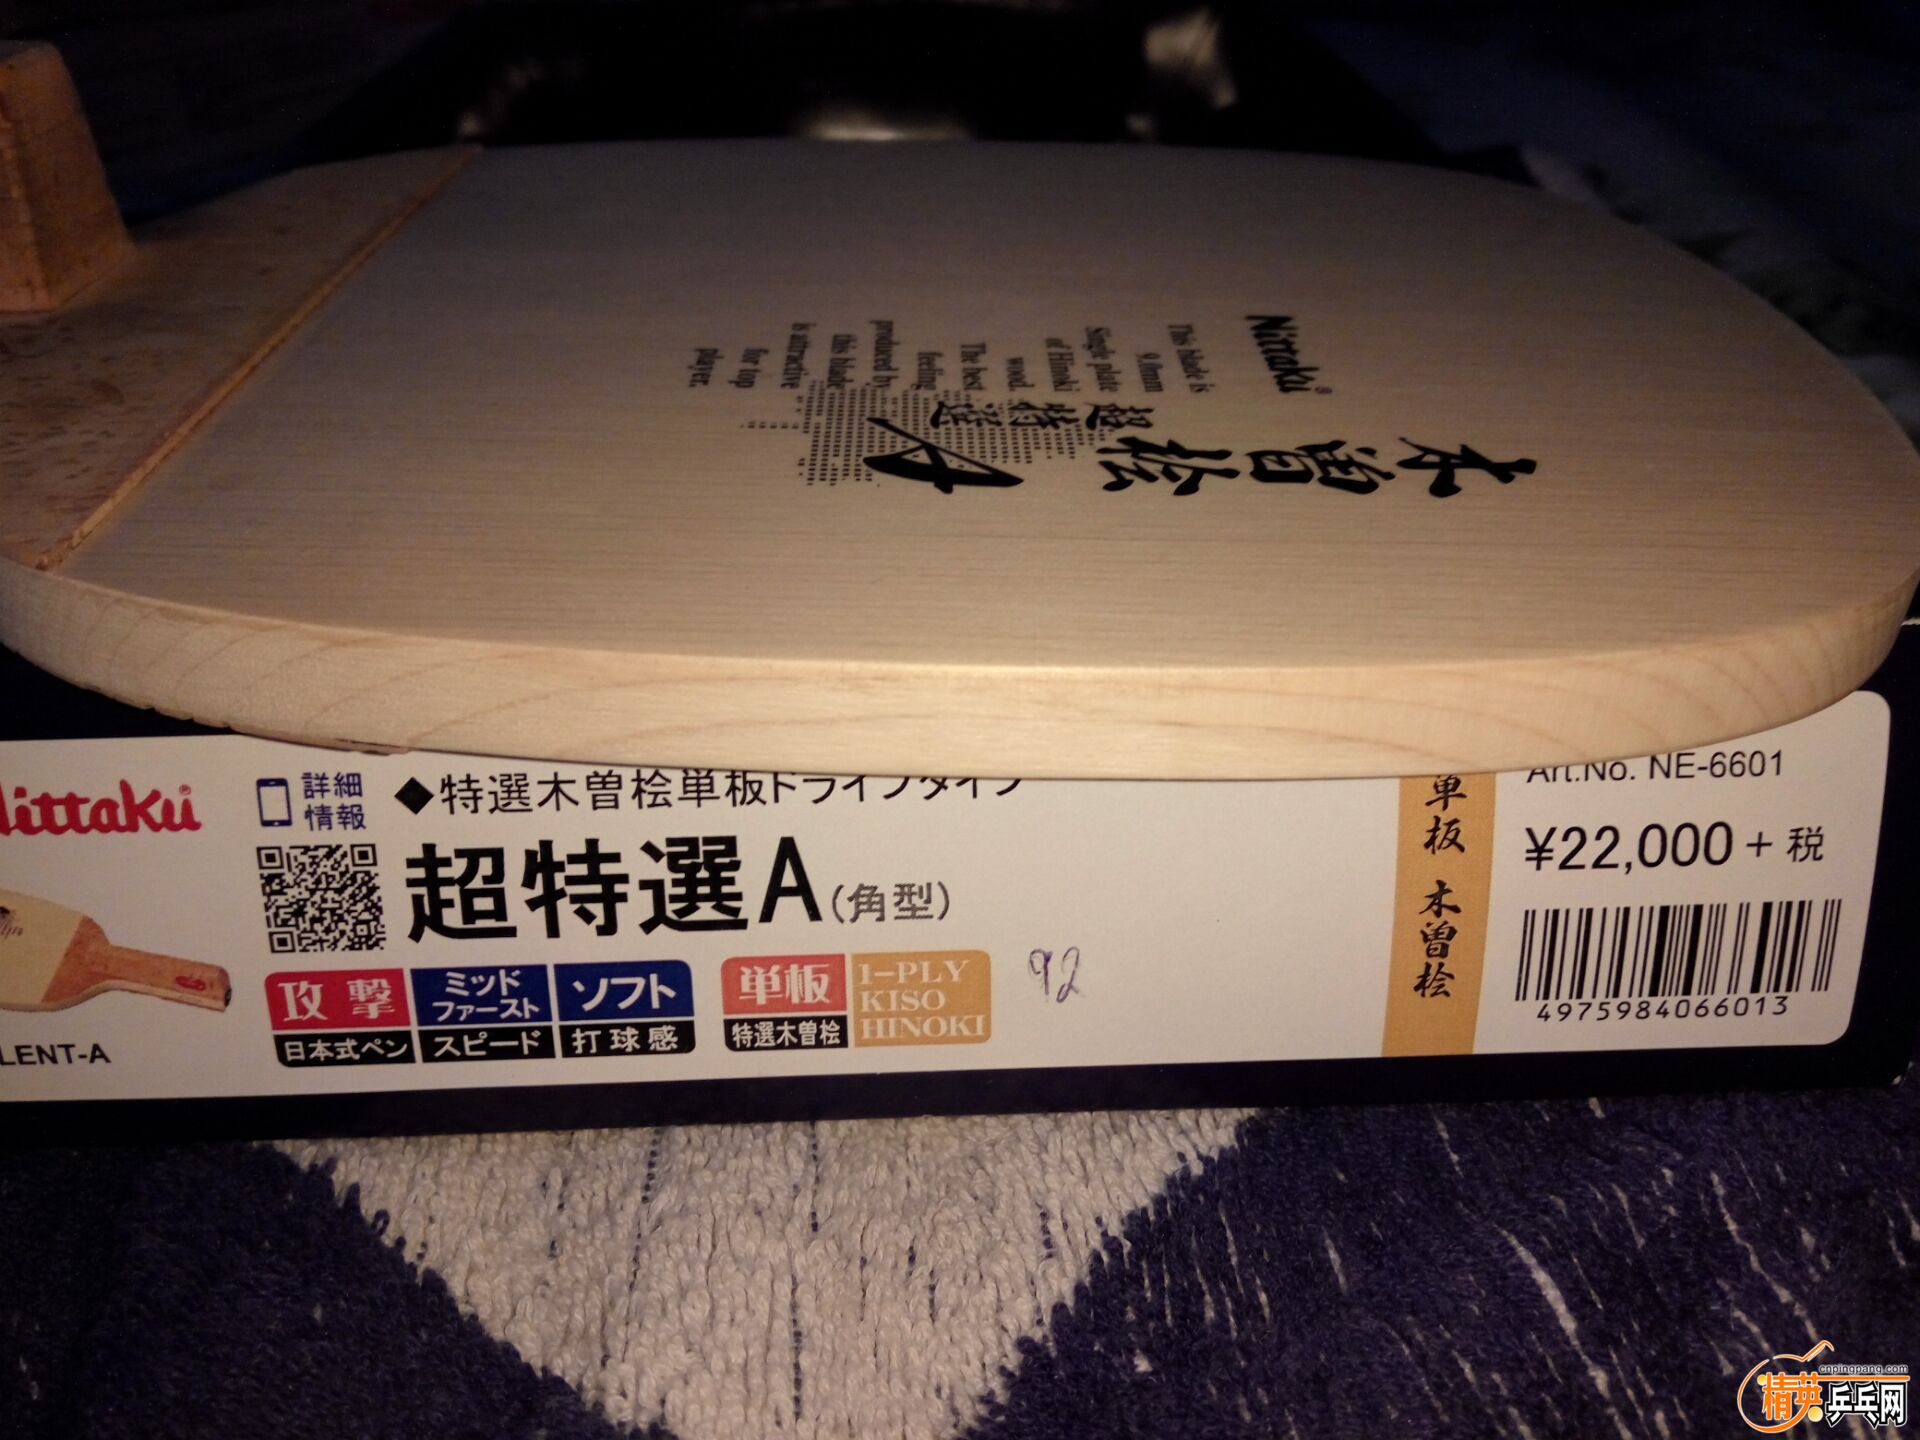 Nittaku®
This blade is
9.0mm
Single plate
of Hinoki
wood
The best
feeling
produced by
this blade
is attractive
for top
player.
木曽桧
超特選
A
Nittaku®
詳細
情報
◆特選木曽桧単板ドライブタイプ
超特選A(角型)
攻撃
日本式ペン
ミッド
ファースト
スピード
ソフト
打球感
単板
特選木曽桧
1-PLY
KISO
HINOKI
92
LENT-A
単板 木曽桧
Art.No. NE-6601
¥22,000+税
4975984066013
cnpingpang.com
精英乒乓网